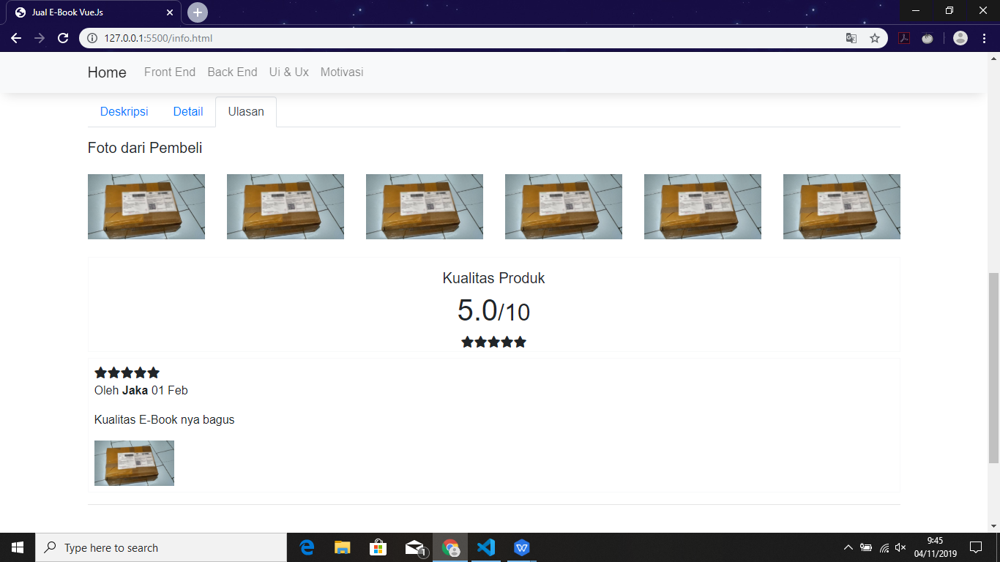 Jual E-Book Vue.Js
127.0.0.1:5500/info.html
Home Front End Back End Ui & Ux Motivasi
Deskripsi Detail Ulasan
Foto dari Pembeli
Kualitas Produk
5.0/10
Oleh Jaka 01 Feb
Kualitas E-Book nya bagus
Type here to search
1
9:45
04/11/2019